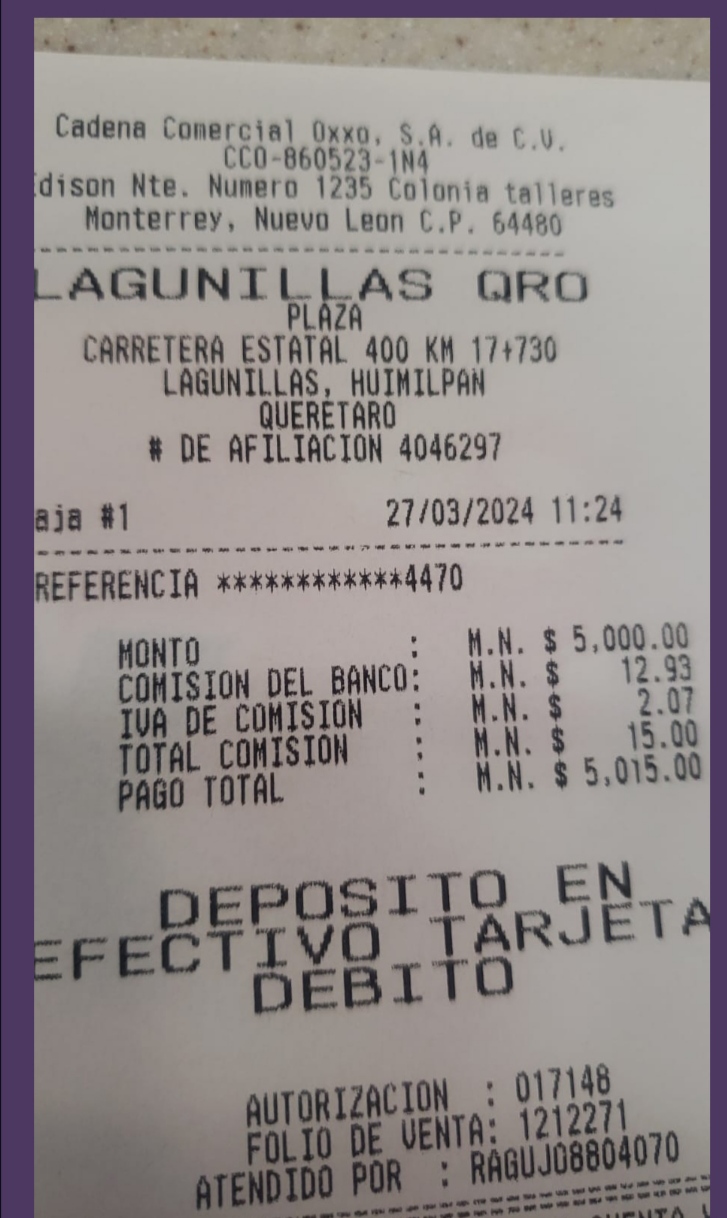 Cadena Comercial Oxxo, S.A. de C.V.
CCO-860523-1N4
dison Nte. Numero 1235 Colonia talleres
Monterrey, Nuevo Leon C.P. 64480
LAGUNILLAS QRO
PLAZA
CARRETERA ESTATAL 400 KM 17+730
LAGUNILLAS, HUIMILPAN
QUERETARO
# DE AFILIACION 4046297
aja #1 27/03/2024 11:24
REFERENCIA ************4470
MONTO : M.N. $ 5,000.00
COMISION DEL BANCO: M.N. $ 12.93
IVA DE COMISION : M.N. $ 2.07
TOTAL COMISION : M.N. $ 15.00
PAGO TOTAL : M.N. $ 5,015.00
DEPOSITO EN
EFECTIVO TARJETA
DEBITO
AUTORIZACION : 017148
FOLIO DE VENTA: 1212271
ATENDIDO POR : RAGUJO8804070